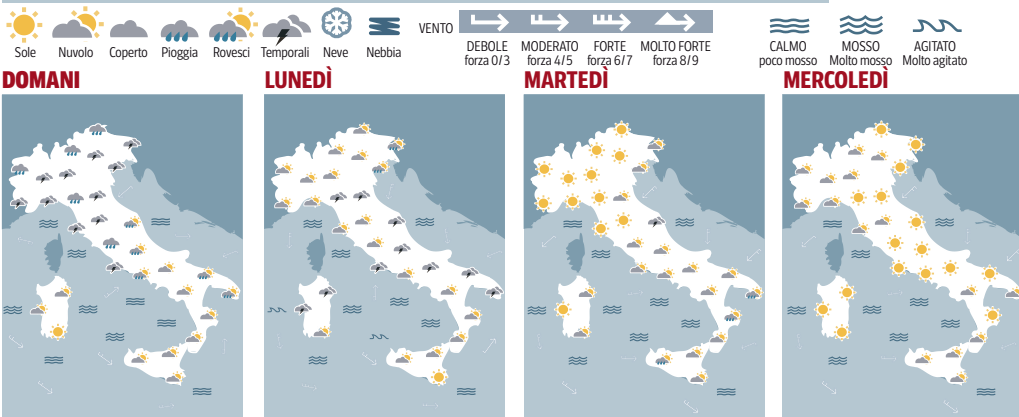 Sole Nuvolo Coperto Pioggia Rovesci Temporali Neve Nebbia
VENTO
DEBOLE
forza 0/3
MODERATO
forza 4/5
FORTE
forza 6/7
MOLTO FORTE
forza 8/9
CALMO
poco mosso
MOSSO
Molto mosso
AGITATO
Molto agitato
DOMANI
LUNEDÌ
MARTEDÌ
MERCOLEDÌ